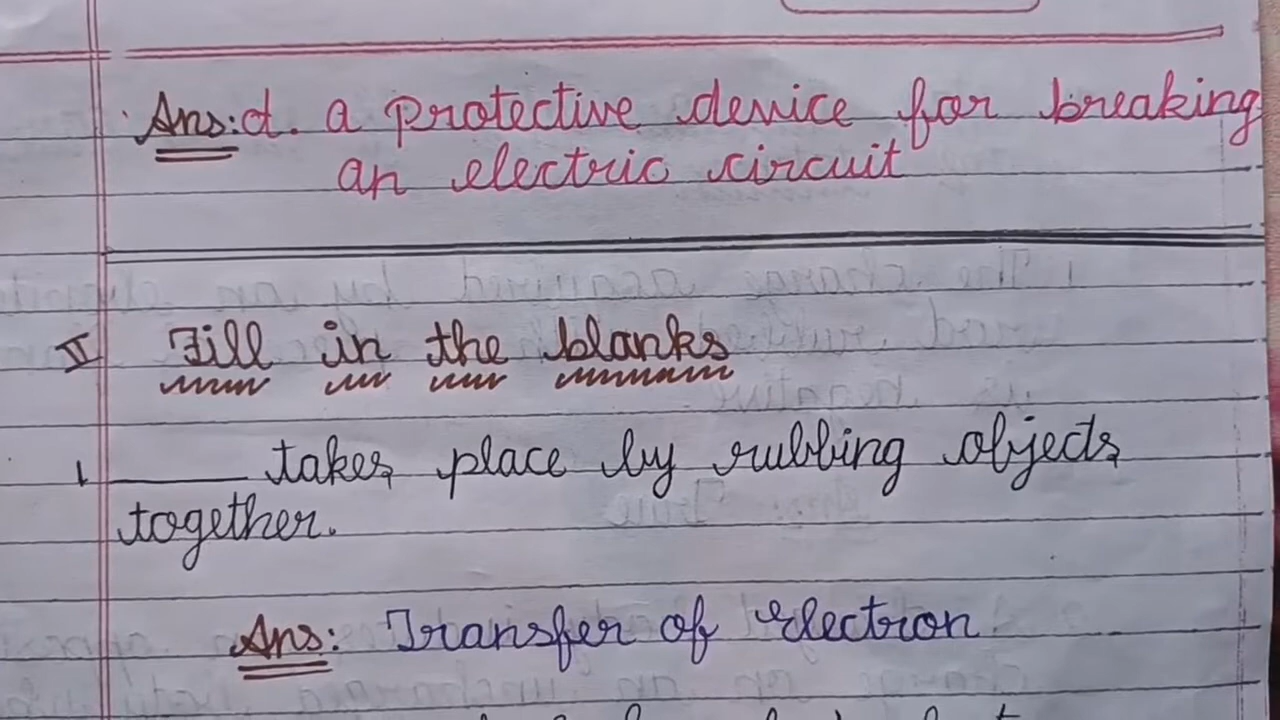 Ans: d. a protective device for breaking
an electric circuit
II Fill in the blanks
1 ______ takes place by rubbing objects
together.
Ans: Transfer of electron